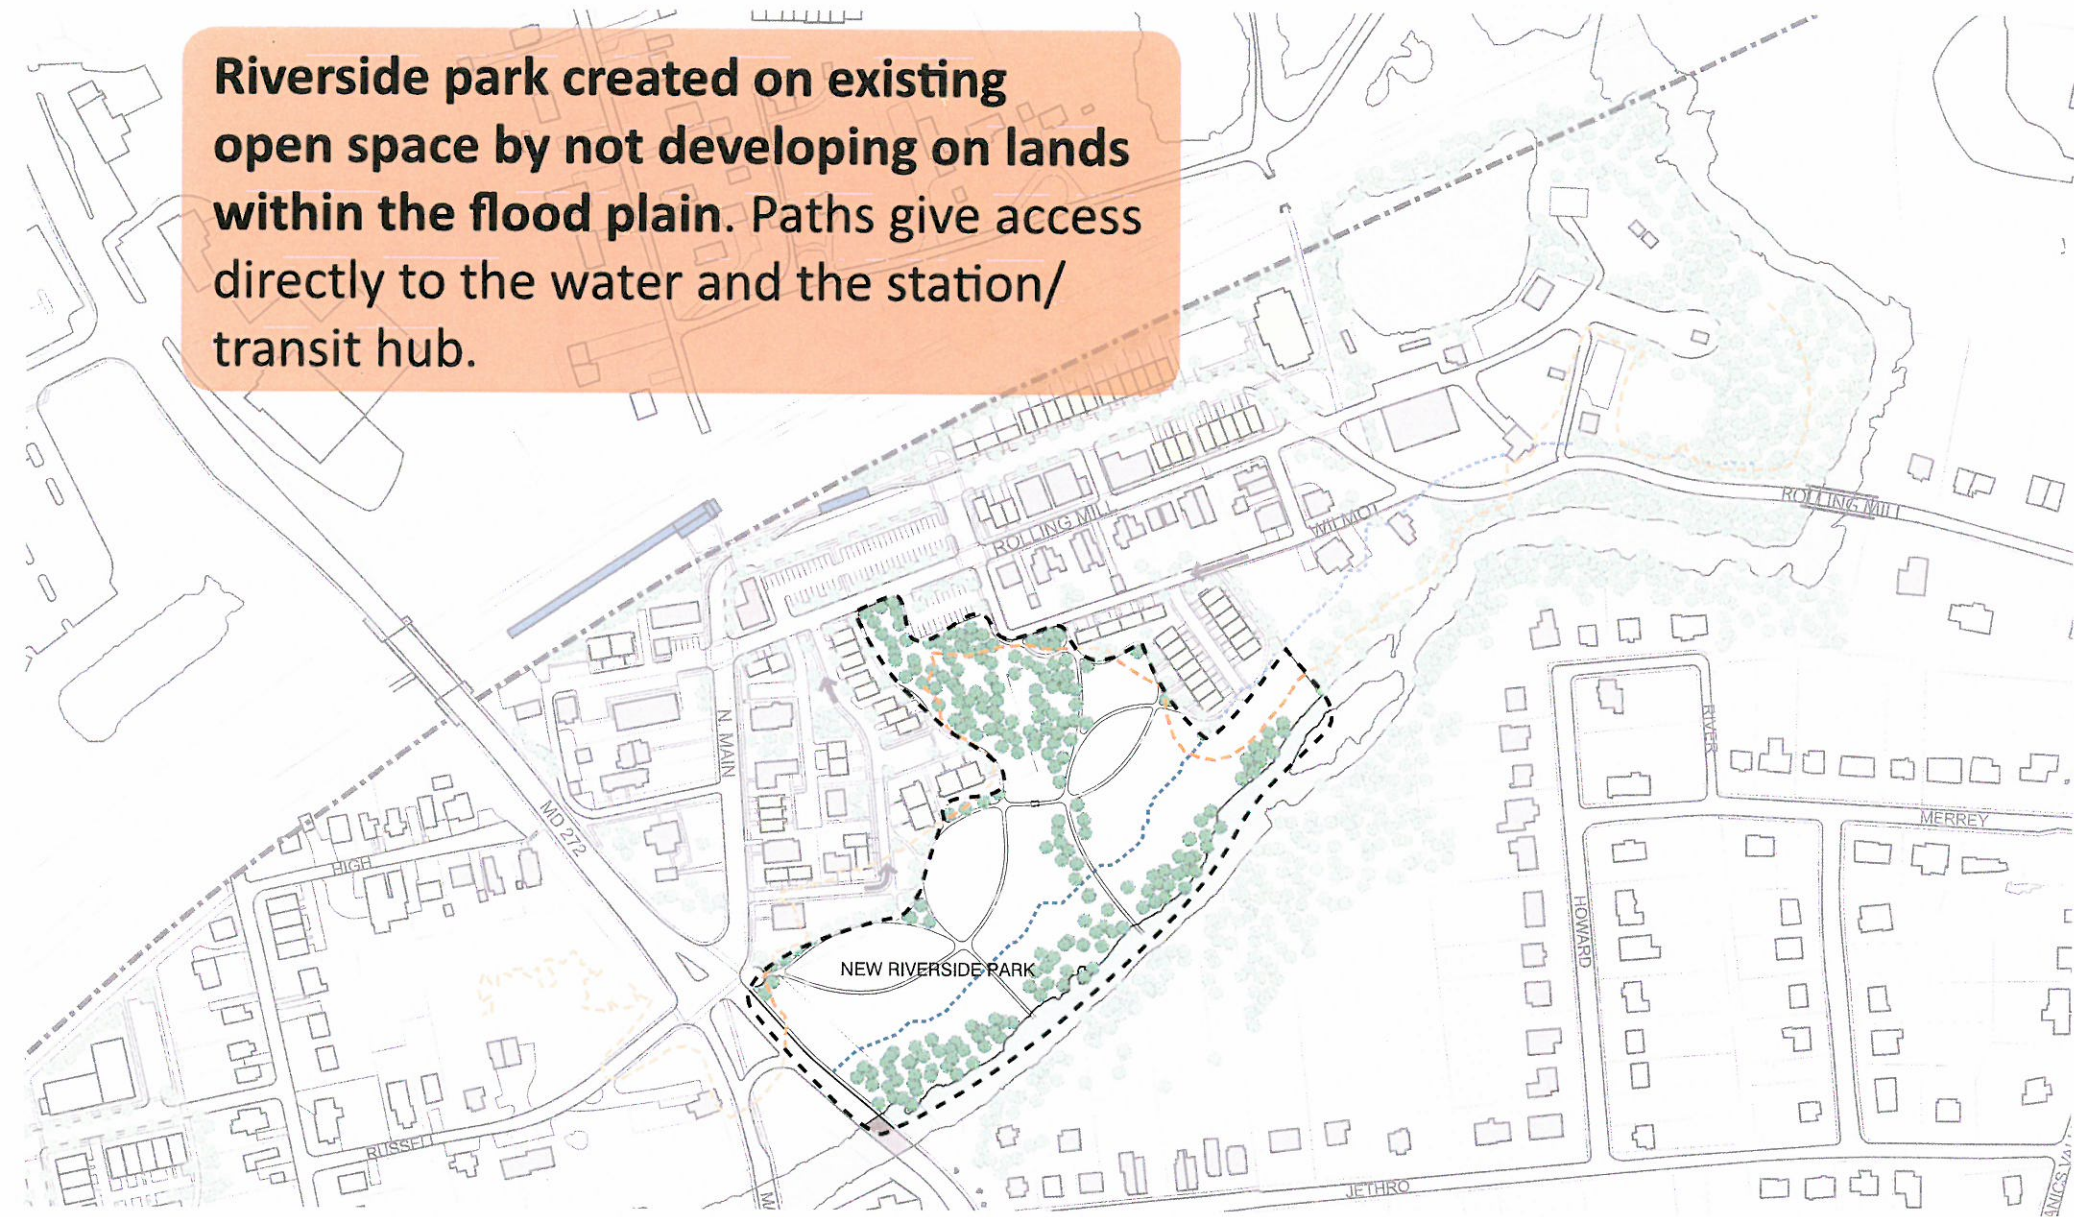 Riverside park created on existing
open space by not developing on lands
within the flood plain. Paths give access
directly to the water and the station/
transit hub.
ROLLING MILL
ROLLING MILL
WILMOT
N. MAIN
RIVER
MD 272
MERREY
HIGH
HOWARD
NEW RIVERSIDE PARK
RUSSELL
JETHRO